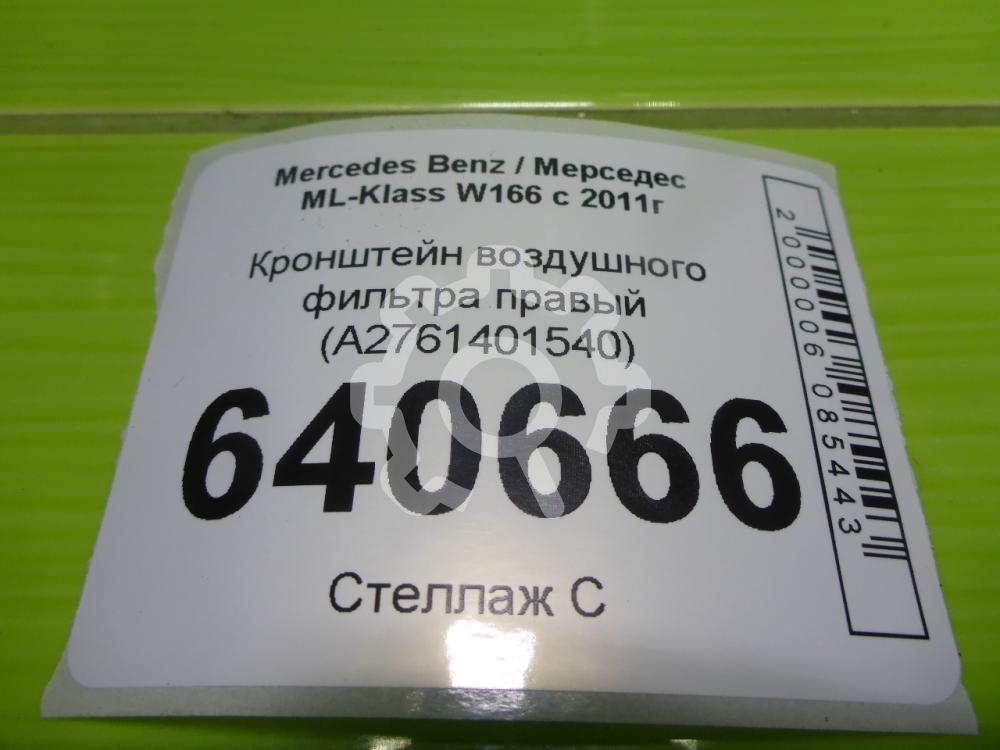 Mercedes Benz / Мерседес
ML-Klass W166 с 2011г
Кронштейн воздушного
фильтра правый
(A2761401540)
640666
Стеллаж С
2000006085443